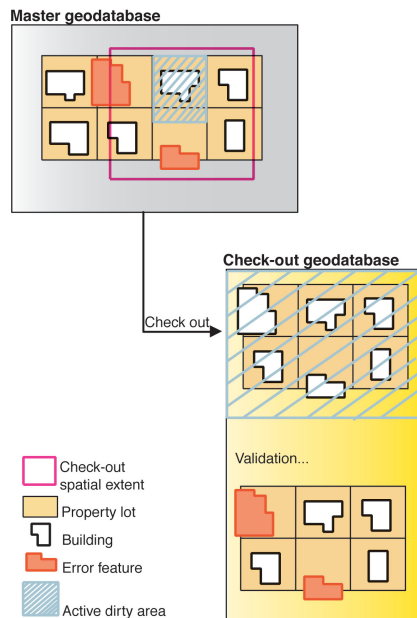 Master geodatabase
Check-out geodatabase
Check out
Validation...
Check-out
spatial extent
Property lot
Building
Error feature
Active dirty area